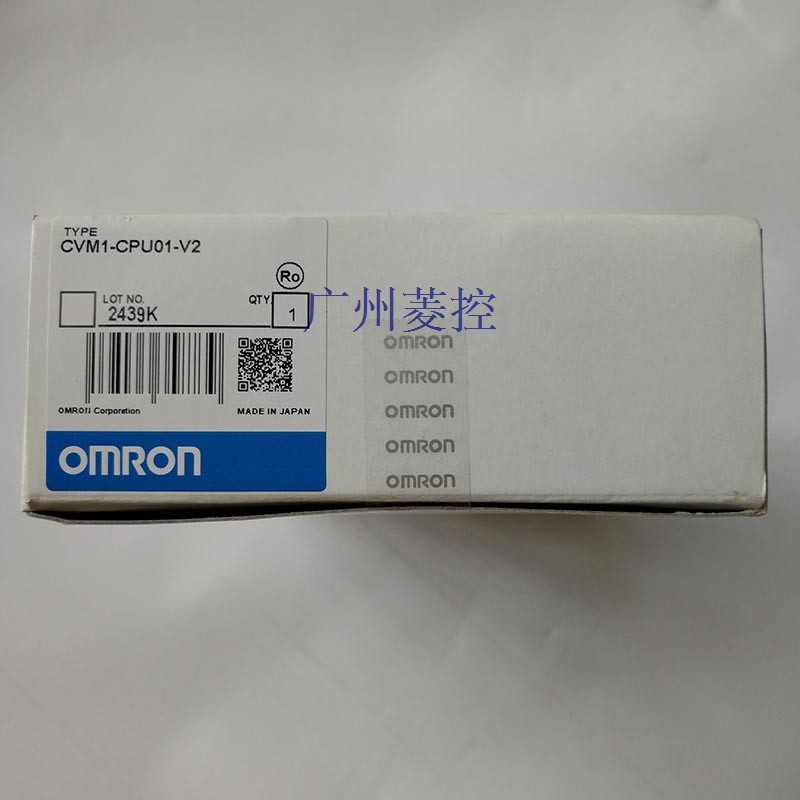 TYPE
CVM1-CPU01-V2
Ro
LOT NO.
2439K
QTY.
1
广州菱控
OMRON Corporation
MADE IN JAPAN
OMRON
OMRON
OMRON
OMRON
OMRON
OMRON